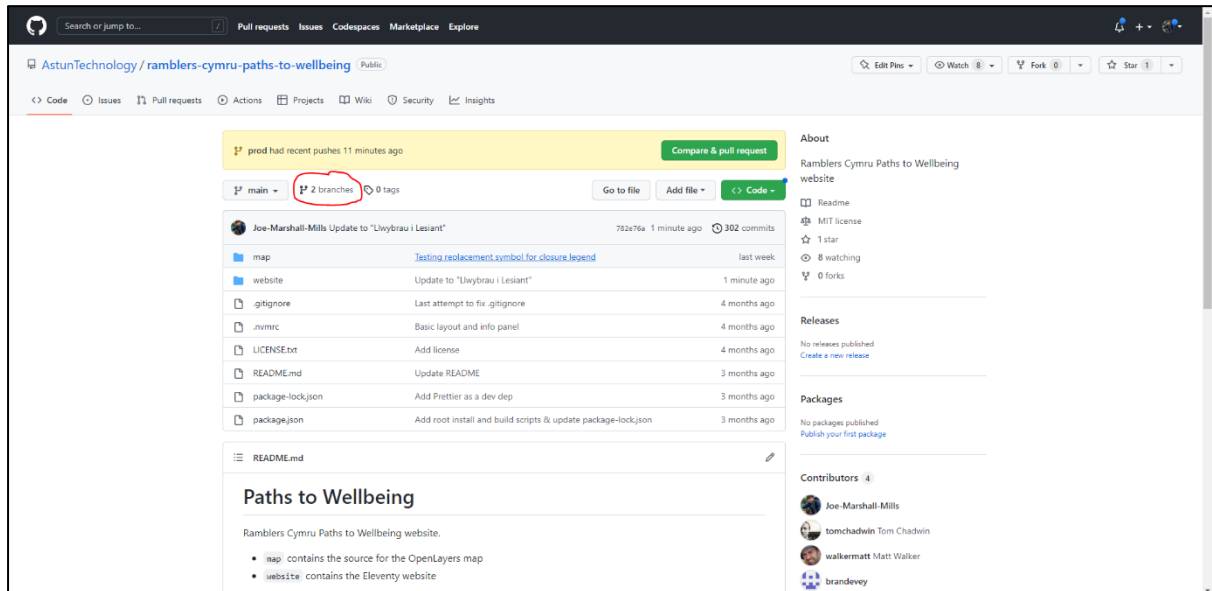 Search or jump to... / Pull requests Issues Codespaces Marketplace Explore
AstunTechnology / ramblers-cymru-paths-to-wellbeing Public Edit Pins Watch 8 Fork 0 Star 1
<> Code Issues Pull requests Actions Projects Wiki Security Insights
prod had recent pushes 11 minutes ago Compare & pull request
main 2 branches 0 tags Go to file Add file <> Code
Joe-Marshall-Mills Update to "Llwybrau i Lesiant" 782e76a 1 minute ago 302 commits
map Testing replacement symbol for closure legend last week
website Update to "Llwybrau i Lesiant" 1 minute ago
.gitignore Last attempt to fix .gitignore 4 months ago
.nvmrc Basic layout and info panel 4 months ago
LICENSE.txt Add license 4 months ago
README.md Update README 3 months ago
package-lock.json Add Prettier as a dev dep 3 months ago
package.json Add root install and build scripts & update package-lock.json 3 months ago
README.md
Paths to Wellbeing
Ramblers Cymru Paths to Wellbeing website.
• map contains the source for the OpenLayers map
• website contains the Eleventy website
About
Ramblers Cymru Paths to Wellbeing
website
Readme
MIT license
1 star
8 watching
0 forks
Releases
No releases published
Create a new release
Packages
No packages published
Publish your first package
Contributors 4
Joe-Marshall-Mills
tomchadwin Tom Chadwin
walkermatt Matt Walker
brandevey